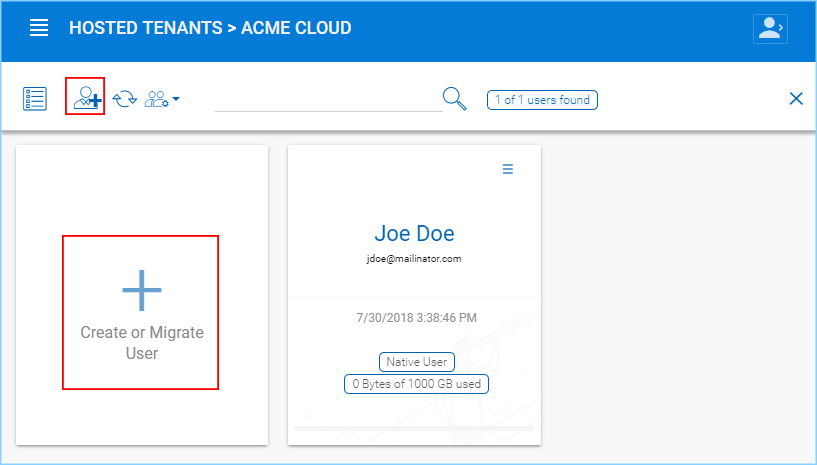 HOSTED TENANTS > ACME CLOUD
1 of 1 users found
Create or Migrate
User
Joe Doe
jdoe@mailinator.com
7/30/2018 3:38:46 PM
Native User
0 Bytes of 1000 GB used